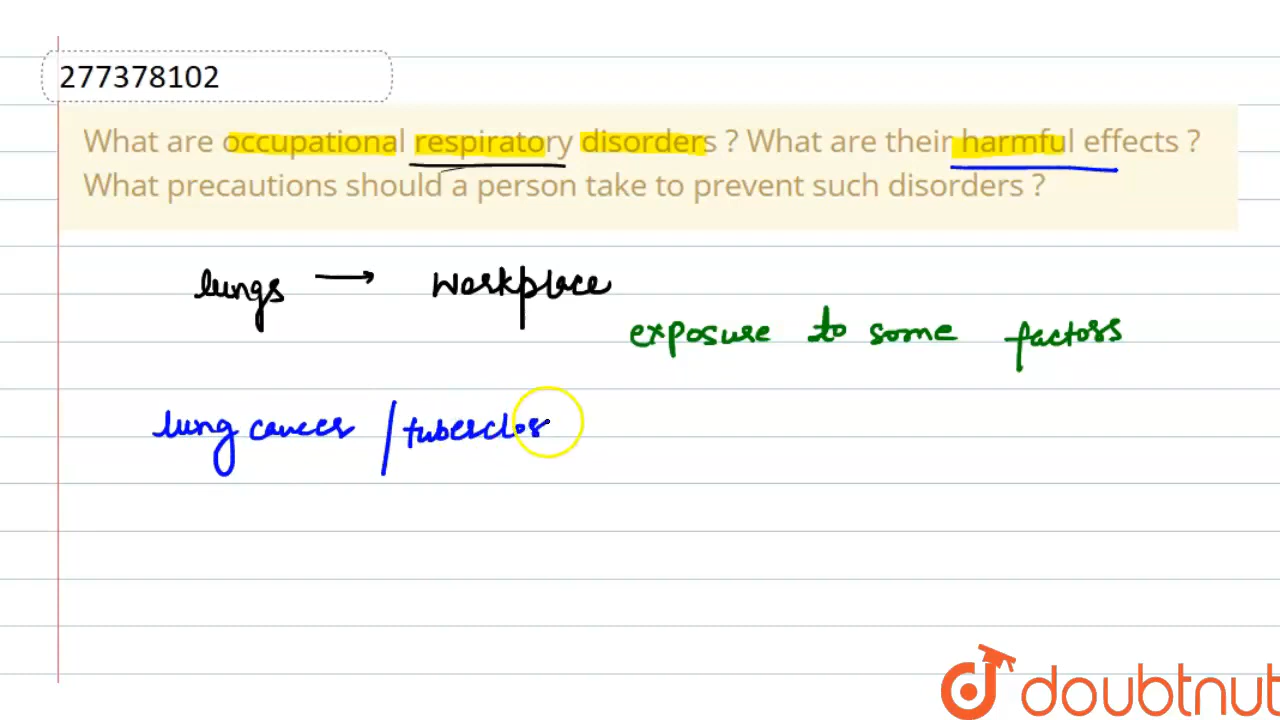 277378102
What are occupational respiratory disorders ? What are their harmful effects ?
What precautions should a person take to prevent such disorders ?
lungs → workplace
exposure to some factors
lung cancer / tuberclos
doubtnut